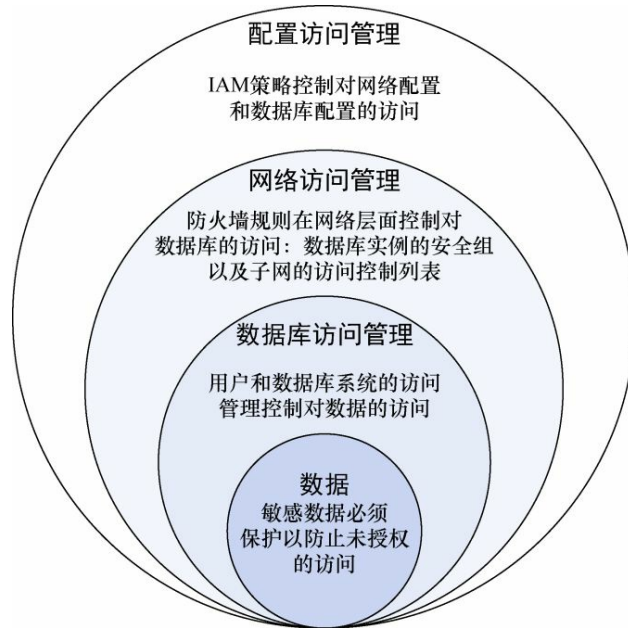 配置访问管理
IAM策略控制对网络配置
和数据库配置的访问
网络访问管理
防火墙规则在网络层面控制对
数据库的访问：数据库实例的安全组
以及子网的访问控制列表
数据库访问管理
用户和数据库系统的访问
管理控制对数据的访问
数据
敏感数据必须
保护以防止未授权
的访问